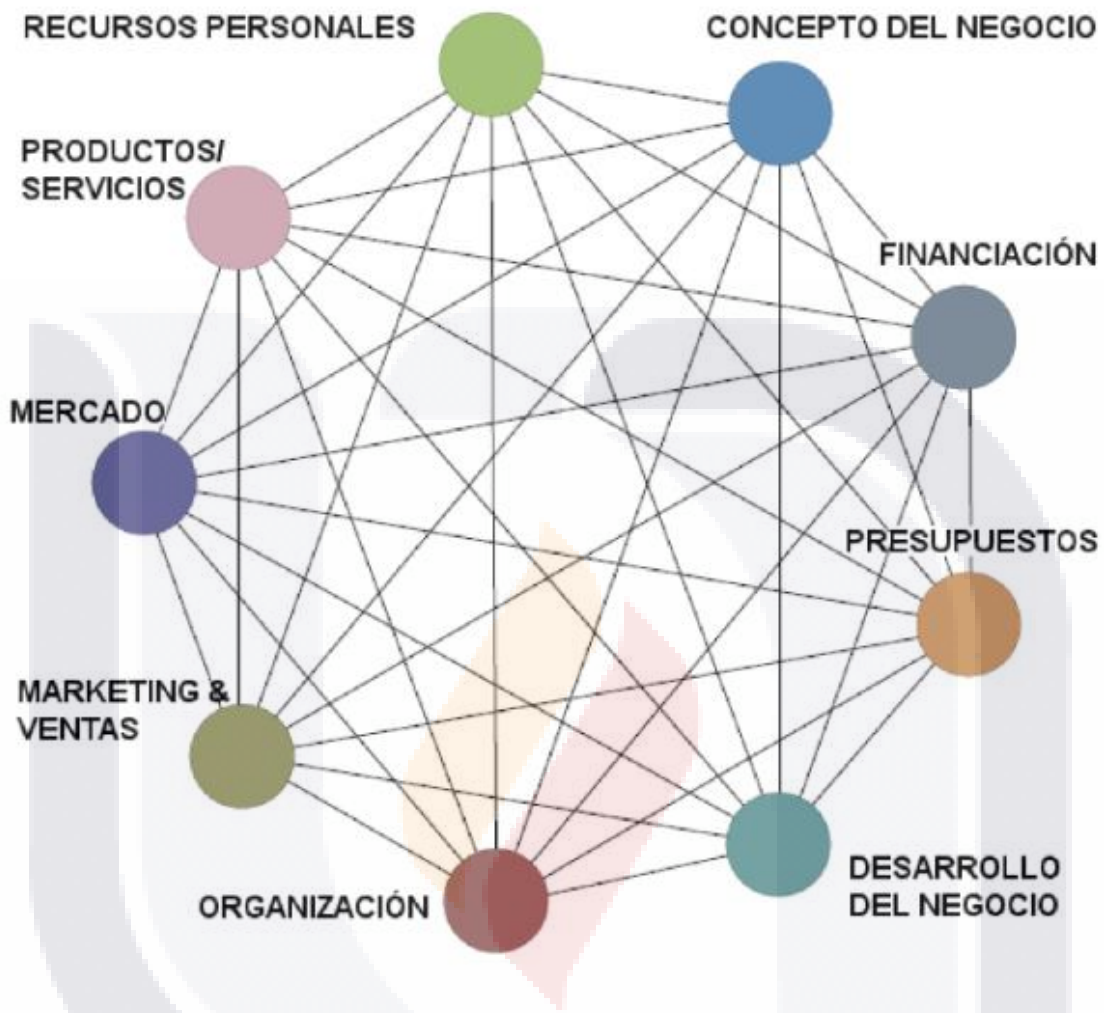 RECURSOS PERSONALES
CONCEPTO DEL NEGOCIO
PRODUCTOS/
SERVICIOS
FINANCIACIÓN
MERCADO
PRESUPUESTOS
MARKETING &
VENTAS
ORGANIZACIÓN
DESARROLLO
DEL NEGOCIO